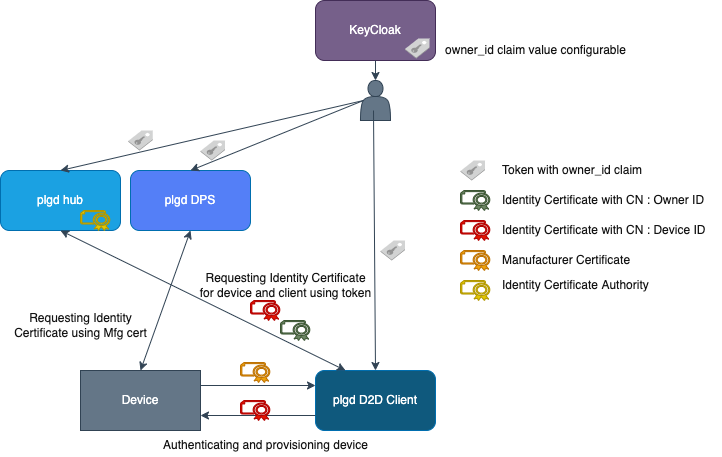 KeyCloak
owner_id claim value configurable
plgd hub
plgd DPS
Token with owner_id claim
Identity Certificate with CN : Owner ID
Identity Certificate with CN : Device ID
Manufacturer Certificate
Identity Certificate Authority
Requesting Identity Certificate
for device and client using token
Requesting Identity
Certificate using Mfg cert
Device
plgd D2D Client
Authenticating and provisioning device